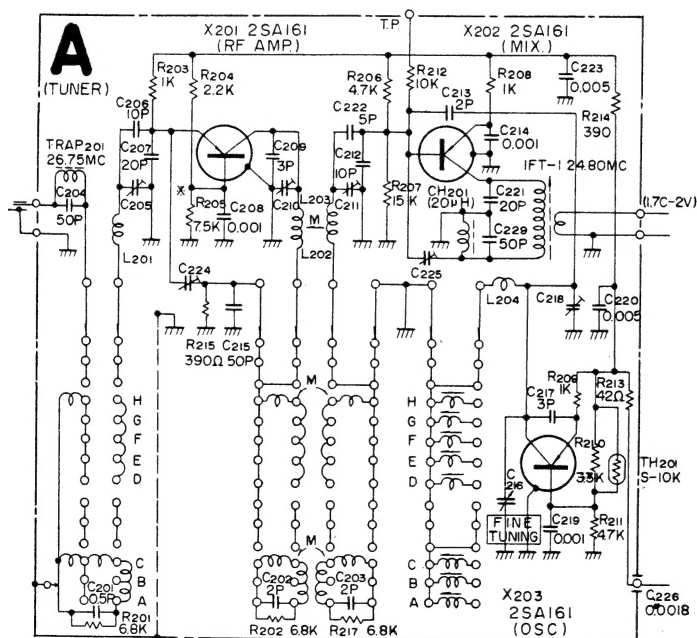 T.P.
X201 2SA161
(RF AMP.)
X202 2SA161
(MIX.)
A
(TUNER)
R203
1K
R204
2.2K
R206
4.7K
R212
10K
C213
2P
R208
1K
C223
0.005
R214
390
C206
10P
C207
20P
C205
C209
3P
C222
5P
C212
10P
C214
0.001
TRAP201
26.75MC
C204
50P
IFT-1 24.80MC
*
R205
7.5K
C208
0.001
C210
L203
M
L202
C211
R207
15K
CH201
(20μH)
C221
20P
C229
50P
(1.7C-2V)
L201
C224
C225
L204
C218
C220
0.005
R215
390Ω
C215
50P
M
H
G
F
E
D
H
G
F
E
D
C217
3P
R209
1K
R213
42Ω
R210
33K
TH201
S-10K
C216
FINE
TUNING
C219
0.001
R211
4.7K
M
C
B
A
C
B
A
C201
0.5P
R201
6.8K
C202
2P
C203
2P
R202 6.8K
R217 6.8K
X203
2SA161
(OSC)
C226
0.0018